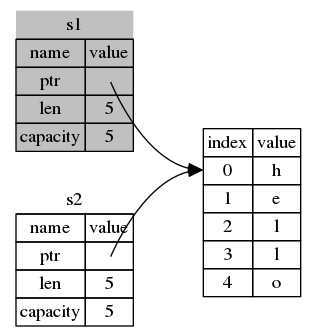 s1
name value
ptr
len 5
capacity 5
s2
name value
ptr
len 5
capacity 5
index value
0 h
1 e
2 l
3 l
4 o